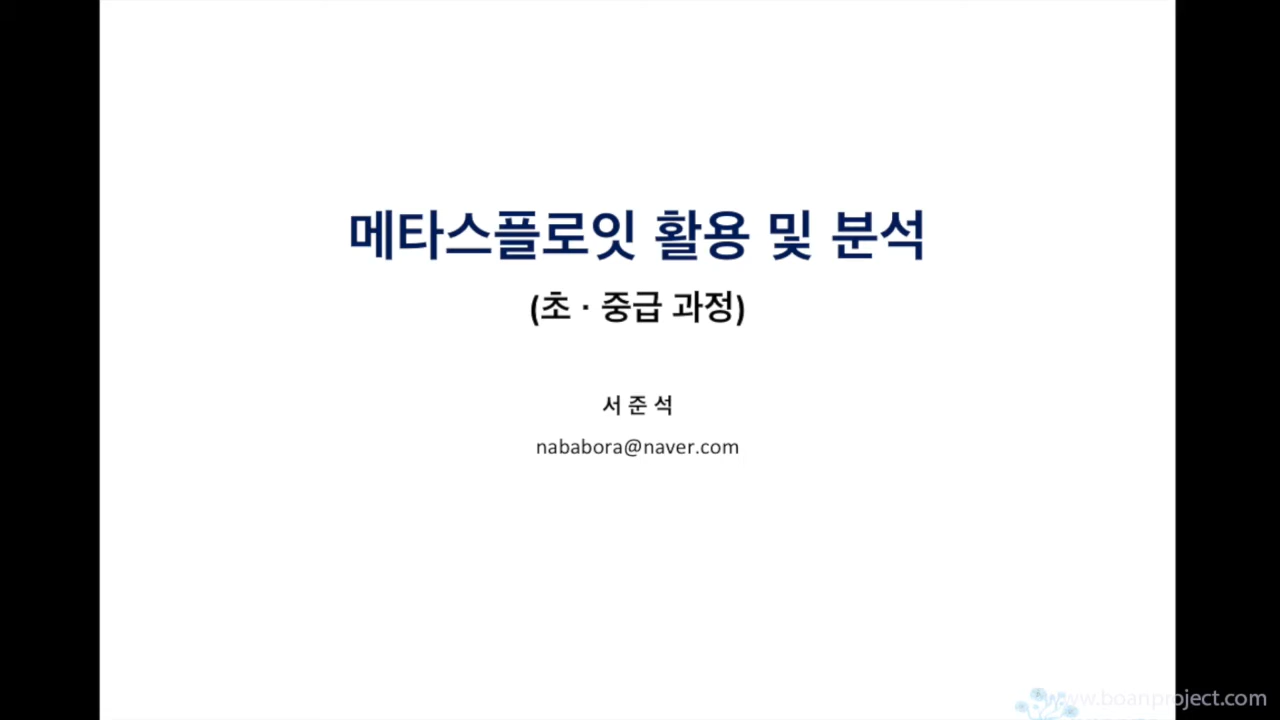 메타스플로잇 활용 및 분석
(초 · 중급 과정)
서 준 석
nababora@naver.com
www.boanproject.com